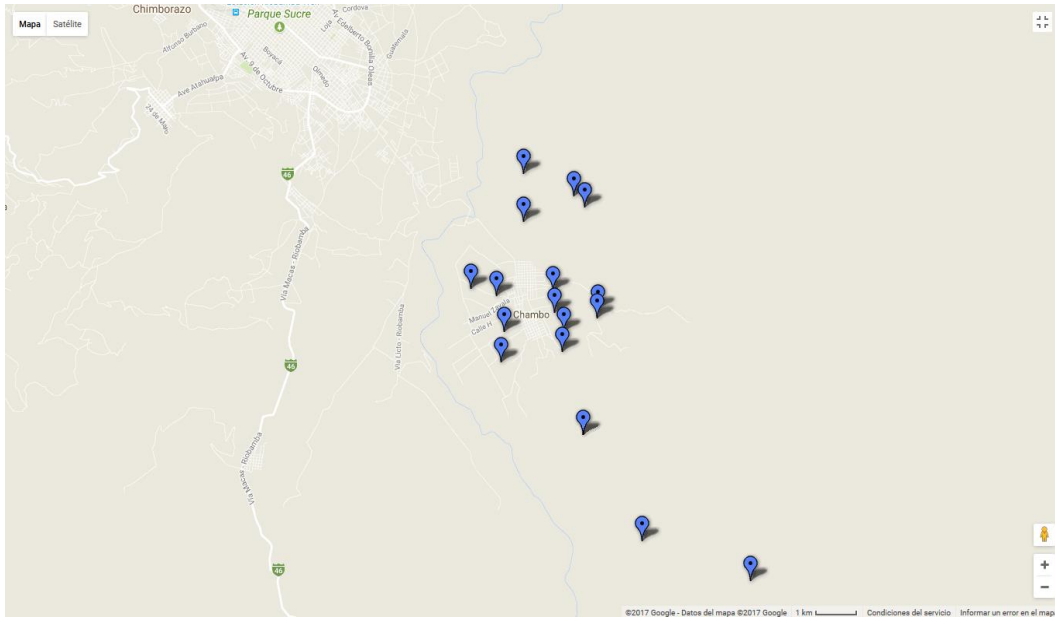 Mapa
Satélite
Chimborazo
Parque Sucre
Loja
Cordova
Av Edelberto Bonilla Oleas
Guatemala
Alfonso Burbano
Boyacá
Av. 9 de Octubre
Olmedo
Ave Atahualpa
24 de Mayo
46
Vía Macas - Riobamba
Manuel Zavala
Calle H
Chambo
Vía Licto - Riobamba
46
Vía Macas - Riobamba
46
©2017 Google - Datos del mapa ©2017 Google
1 km
Condiciones del servicio
Informar un error en el mapa